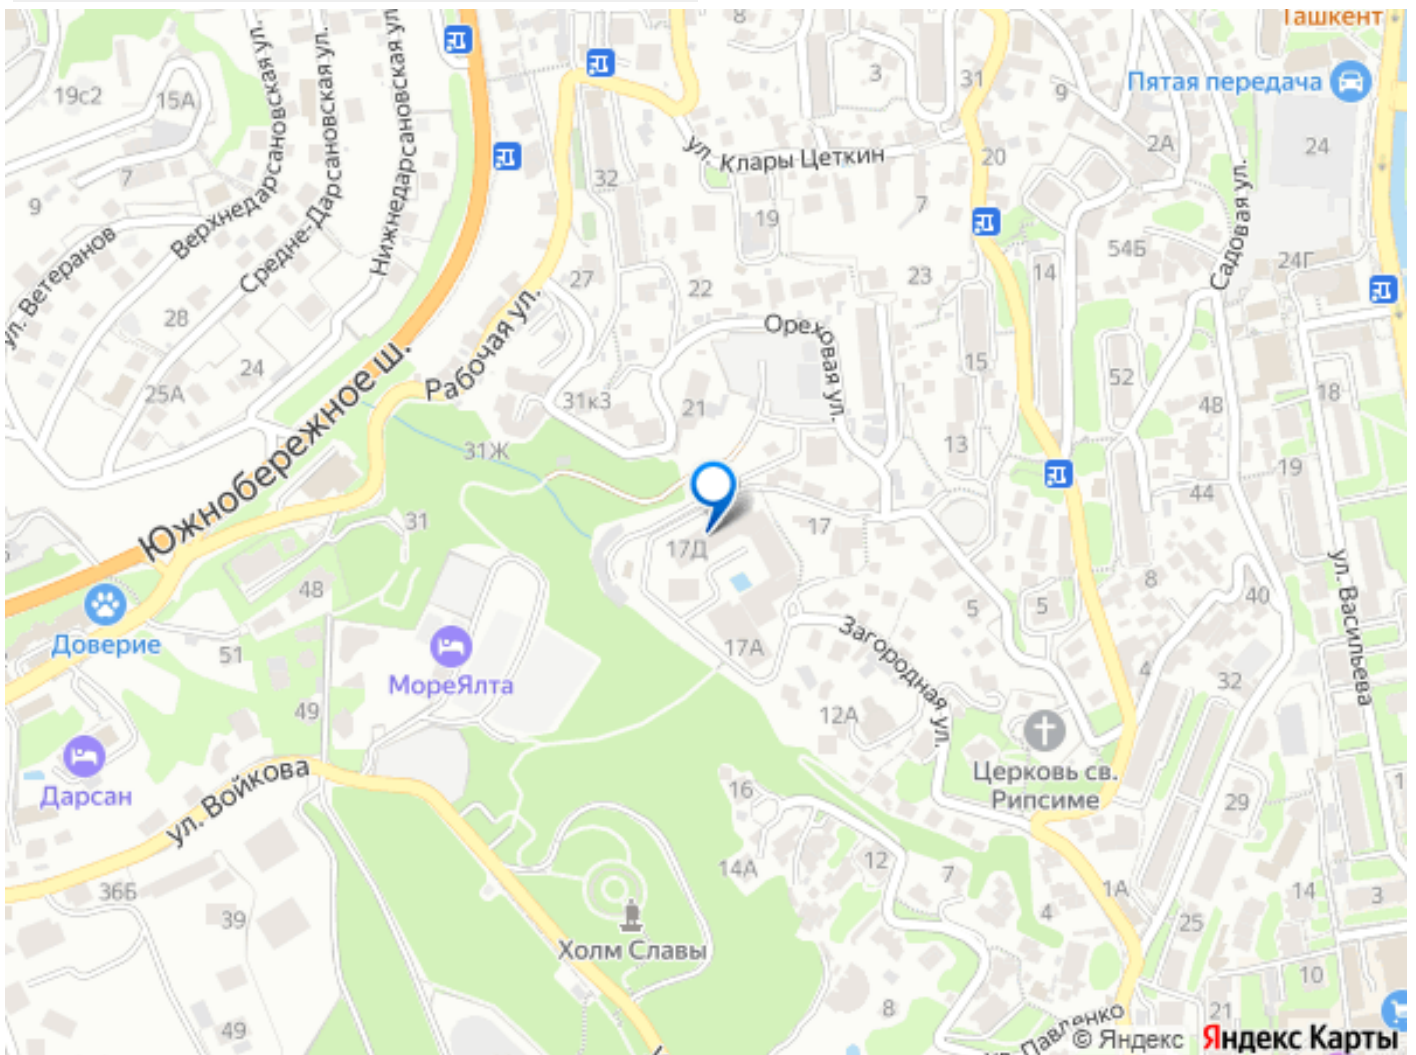 Ташкент
8
19с2
15А
3
31
9
Пятая передача
7
32
ул. Клары Цеткин
20
2А
24
9
Верхнедарсановская ул.
Средне-Дарсановская ул.
Нижнедарсановская ул.
ул. Ветеранов
19
7
54Б
Садовая ул.
24Г
27
22
23
14
28
Рабочая ул.
Ореховая ул.
24
25А
Южнобережное ш.
31к3
21
15
52
48
18
31Ж
13
19
44
31
17Д
17
ул. Васильева
Доверие
48
51
5
5
8
40
МореЯлта
17А
Загородная ул.
4
32
49
12А
Дарсан
Церковь св.
Рипсиме
ул. Войкова
16
29
14А
12
7
1А
14
3
36Б
39
Холм Славы
4
25
10
49
8
21
ул. Павленко
© Яндекс Яндекс Карты